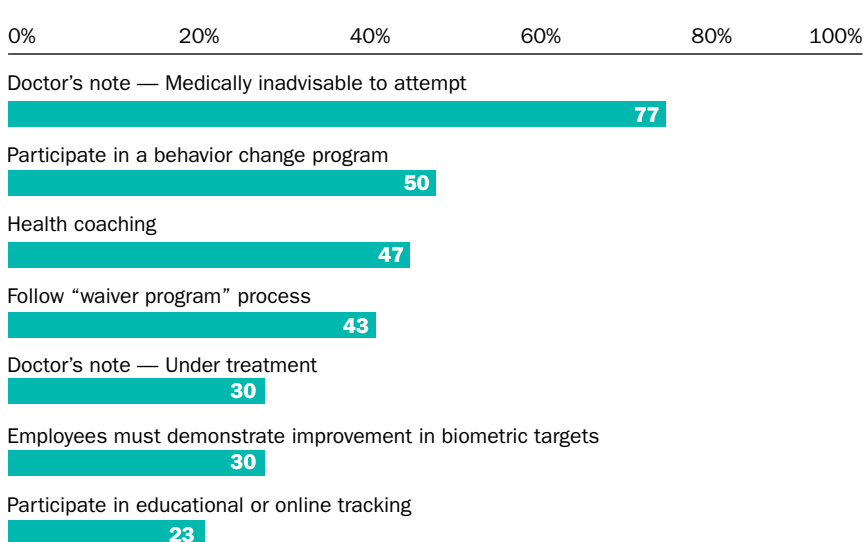 0% 20% 40% 60% 80% 100%
Doctor’s note — Medically inadvisable to attempt
77
Participate in a behavior change program
50
Health coaching
47
Follow “waiver program” process
43
Doctor’s note — Under treatment
30
Employees must demonstrate improvement in biometric targets
30
Participate in educational or online tracking
23